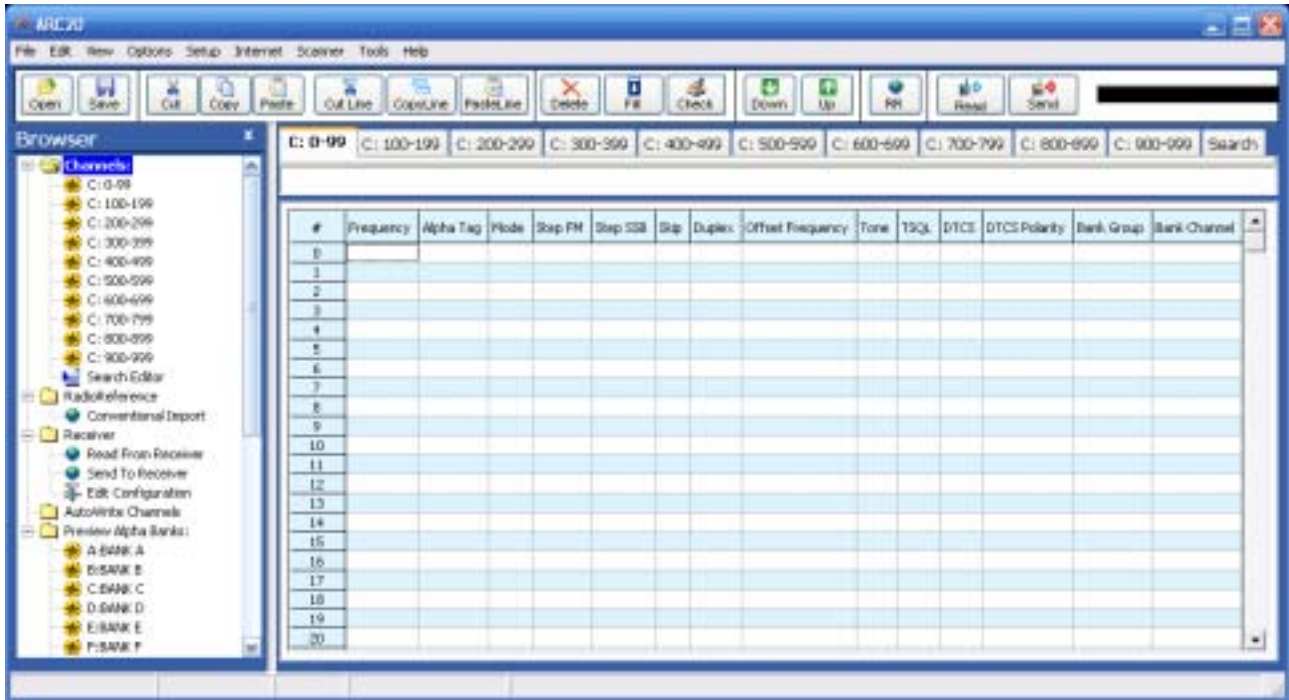 ARC20
File Edit View Options Setup Internet Scanner Tools Help
Open Save Cut Copy Paste Cut Line CopyLine PasteLine Delete Fill Check Down Up RR Read Send
Browser x
C: 0-99 C: 100-199 C: 200-299 C: 300-399 C: 400-499 C: 500-599 C: 600-699 C: 700-799 C: 800-899 C: 900-999 Search
Channels:
C: 0-99
C: 100-199
C: 200-299
C: 300-399
C: 400-499
C: 500-599
C: 600-699
C: 700-799
C: 800-899
C: 900-999
Search Editor
RadioReference
Conventional Import
Receiver
Read From Receiver
Send To Receiver
Edit Configuration
AutoWrite Channels
Preview Alpha Banks:
A:BANK A
B:BANK B
C:BANK C
D:BANK D
E:BANK E
F:BANK F
# Frequency Alpha Tag Mode Step FM Step SSB Skip Duplex Offset Frequency Tone TSQL DTCS DTCS Polarity Bank Group Bank Channel
0
1
2
3
4
5
6
7
8
9
10
11
12
13
14
15
16
17
18
19
20